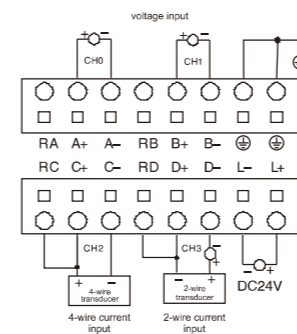 voltage input
+ − + −
CH0 CH1
RA A+ A− RB B+ B− ⏚ ⏚
RC C+ C− RD D+ D− L− L+
CH2 CH3 − +
+ − + − − +
4-wire transducer 2-wire transducer DC24V
4-wire current input 2-wire current input